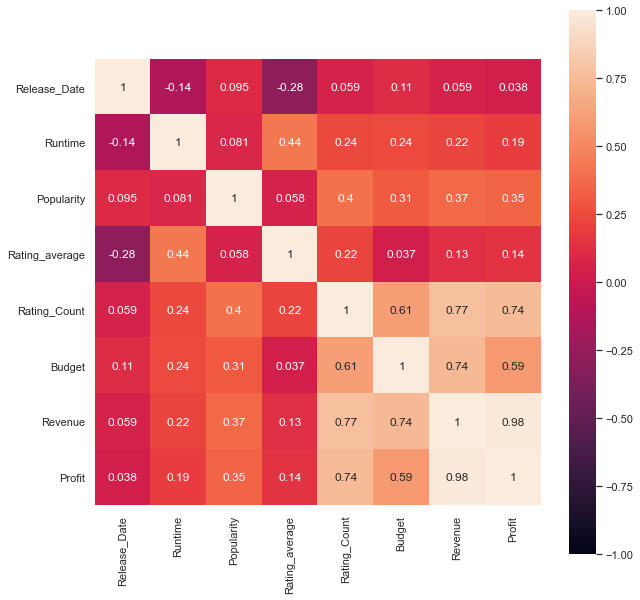 1.00
Release_Date 1 -0.14 0.095 -0.28 0.059 0.11 0.059 0.038
0.75
Runtime -0.14 1 0.081 0.44 0.24 0.24 0.22 0.19
0.50
Popularity 0.095 0.081 1 0.058 0.4 0.31 0.37 0.35
0.25
Rating_average -0.28 0.44 0.058 1 0.22 0.037 0.13 0.14
0.00
Rating_Count 0.059 0.24 0.4 0.22 1 0.61 0.77 0.74
−0.25
Budget 0.11 0.24 0.31 0.037 0.61 1 0.74 0.59
Revenue 0.059 0.22 0.37 0.13 0.77 0.74 1 0.98
−0.50
Profit 0.038 0.19 0.35 0.14 0.74 0.59 0.98 1
−0.75
−1.00
Release_Date
Runtime
Popularity
Rating_average
Rating_Count
Budget
Revenue
Profit